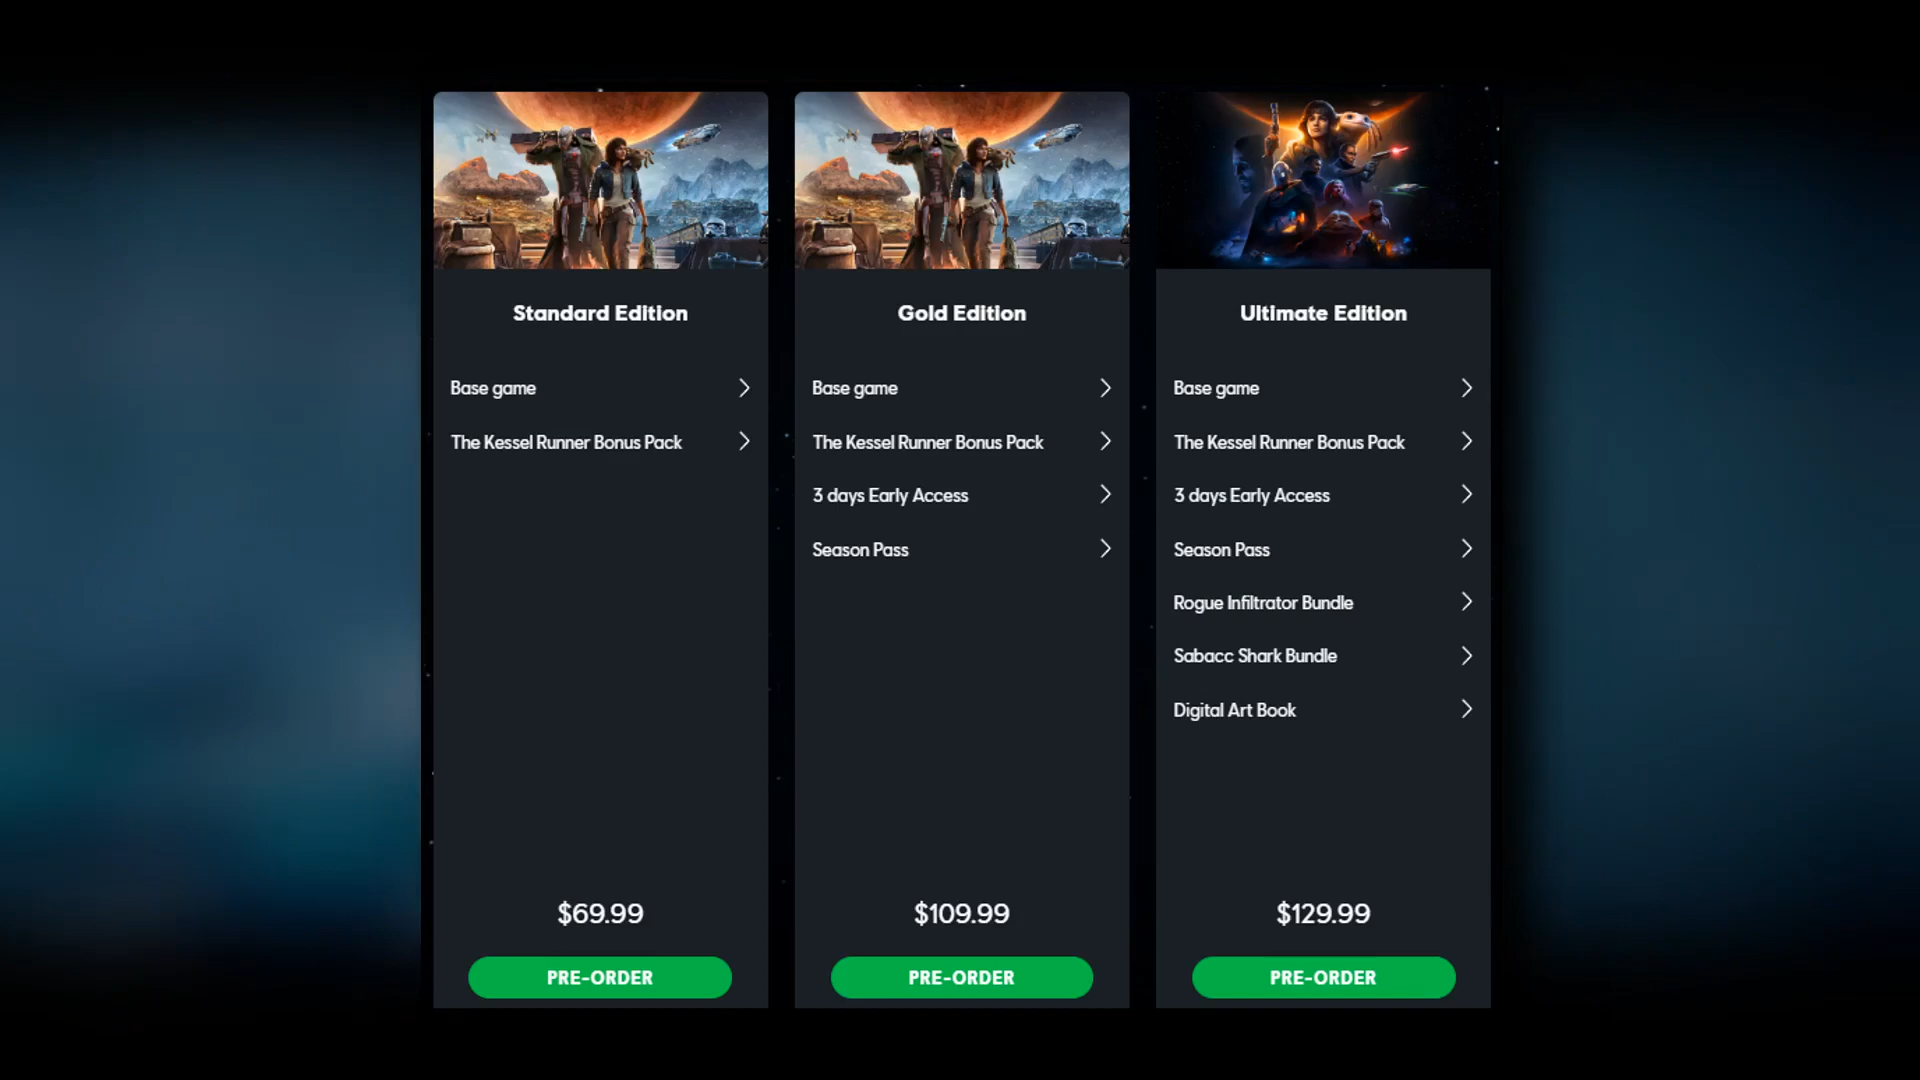 Standard Edition
Base game
The Kessel Runner Bonus Pack
$69.99
PRE-ORDER
Gold Edition
Base game
The Kessel Runner Bonus Pack
3 days Early Access
Season Pass
$109.99
PRE-ORDER
Ultimate Edition
Base game
The Kessel Runner Bonus Pack
3 days Early Access
Season Pass
Rogue Infiltrator Bundle
Sabacc Shark Bundle
Digital Art Book
$129.99
PRE-ORDER